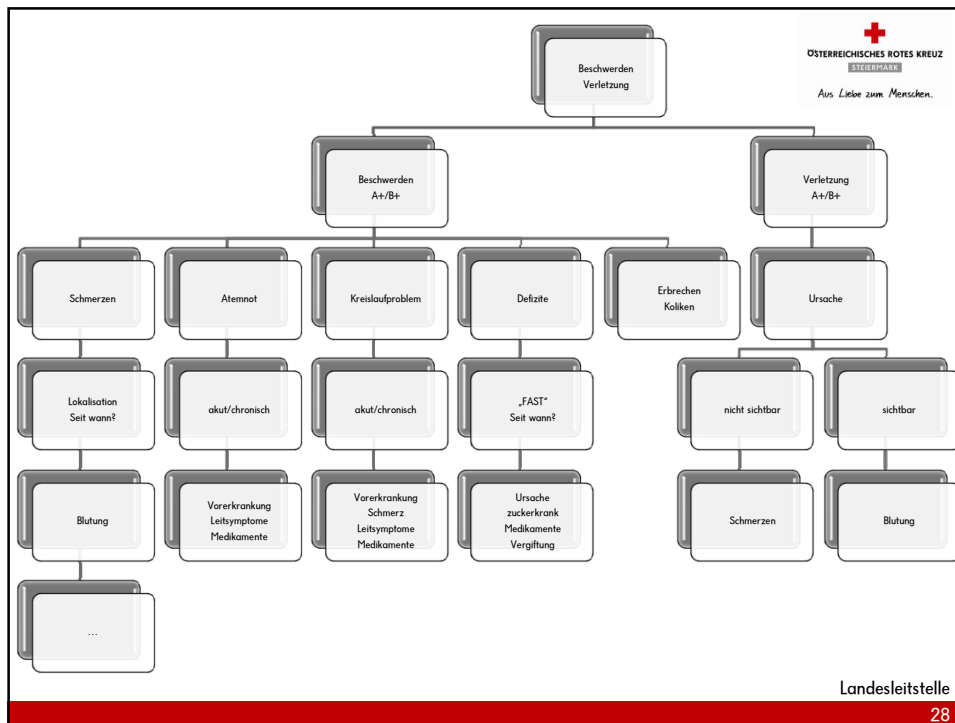 ÖSTERREICHISCHES ROTES KREUZ
STEIERMARK
Aus Liebe zum Menschen.
Beschwerden
Verletzung
Beschwerden
A+/B+
Verletzung
A+/B+
Schmerzen
Atemnot
Kreislaufproblem
Defizite
Erbrechen
Koliken
Ursache
Lokalisation
Seit wann?
akut/chronisch
akut/chronisch
„FAST“
Seit wann?
nicht sichtbar
sichtbar
Blutung
Vorerkrankung
Leitsymptome
Medikamente
Vorerkrankung
Schmerz
Leitsymptome
Medikamente
Ursache
zuckerkrank
Medikamente
Vergiftung
Schmerzen
Blutung
...
Landesleitstelle
28